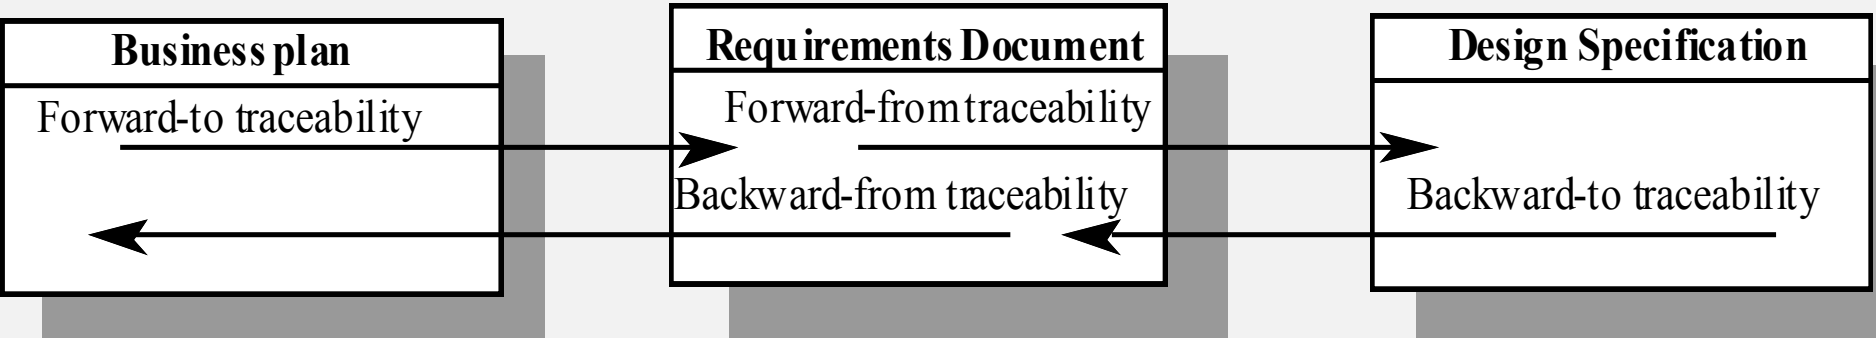 Business plan
Forward-to traceability
Requirements Document
Forward-from traceability
Backward-from traceability
Design Specification
Backward-to traceability